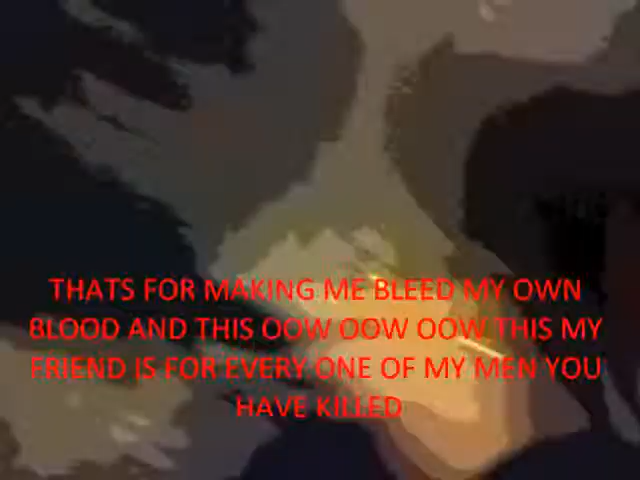 THATS FOR MAKING ME BLEED MY OWN
BLOOD AND THIS OOW OOW OOW THIS MY
FRIEND IS FOR EVERY ONE OF MY MEN YOU
HAVE KILLED